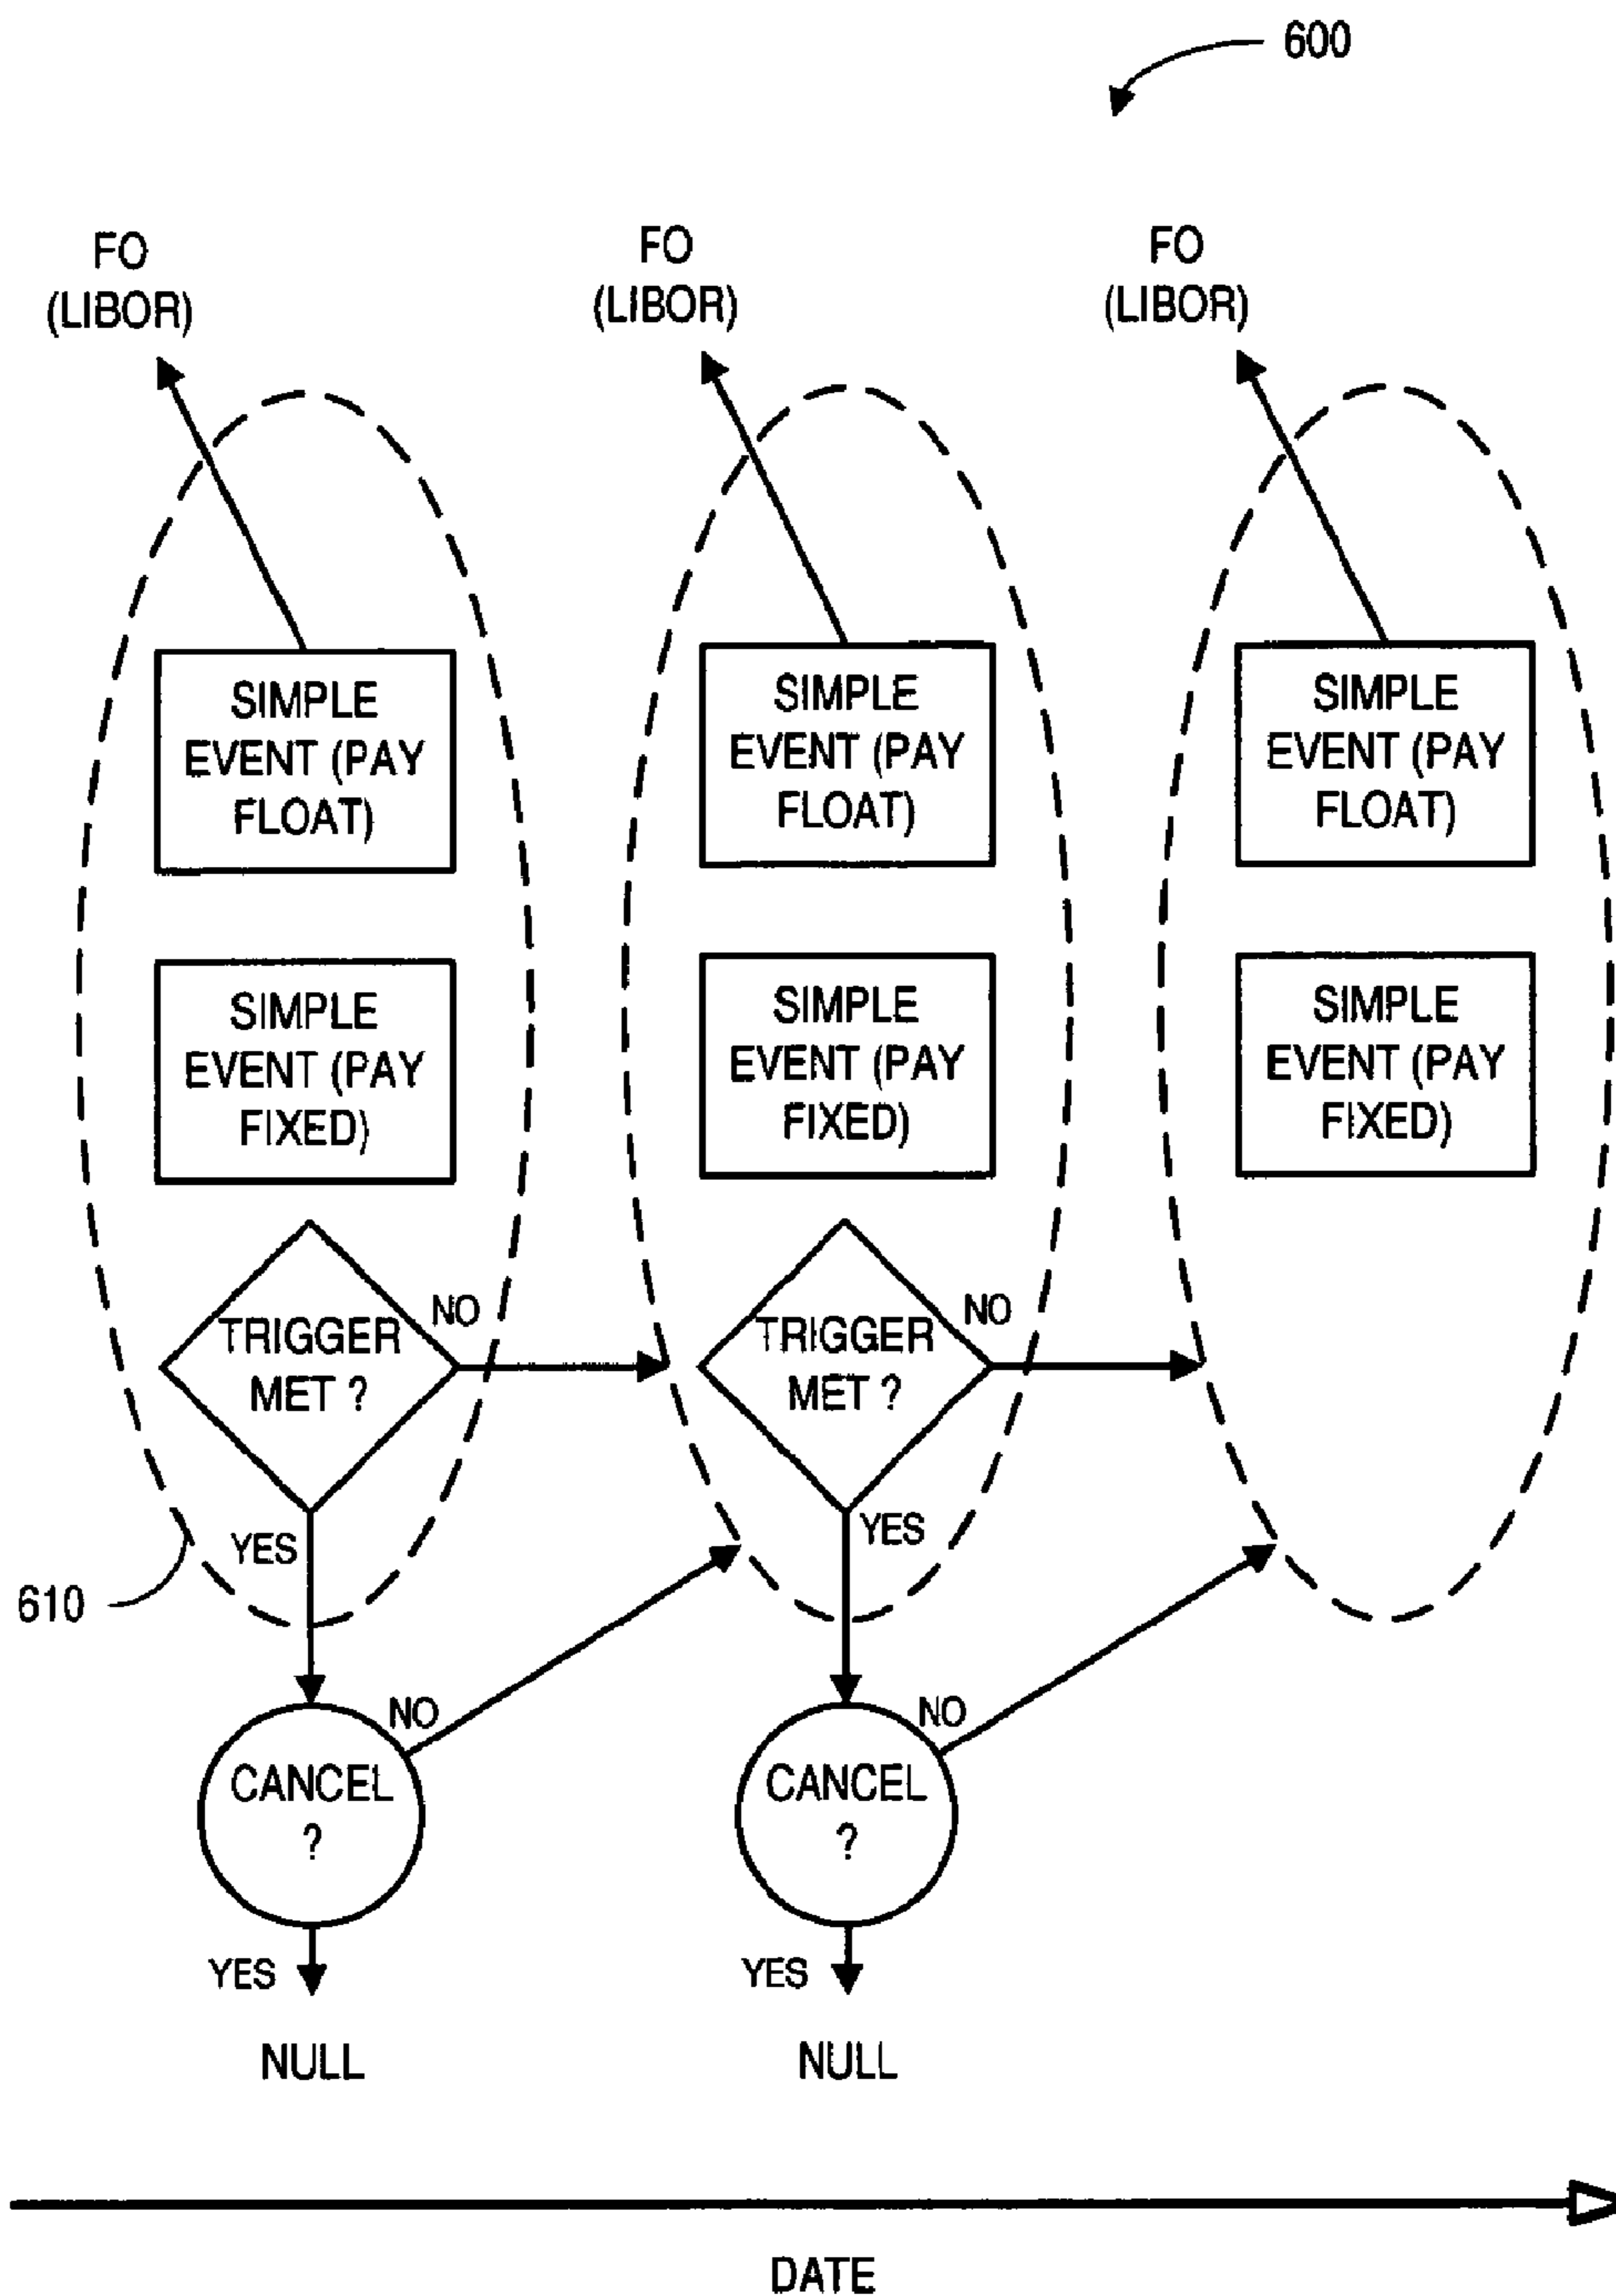 600
FO
(LIBOR)
FO
(LIBOR)
FO
(LIBOR)
SIMPLE
EVENT (PAY
FLOAT)
SIMPLE
EVENT (PAY
FLOAT)
SIMPLE
EVENT (PAY
FLOAT)
SIMPLE
EVENT (PAY
FIXED)
SIMPLE
EVENT (PAY
FIXED)
SIMPLE
EVENT (PAY
FIXED)
TRIGGER
MET ?
NO
TRIGGER
MET ?
NO
YES
YES
610
CANCEL
?
NO
CANCEL
?
NO
YES
YES
NULL
NULL
DATE